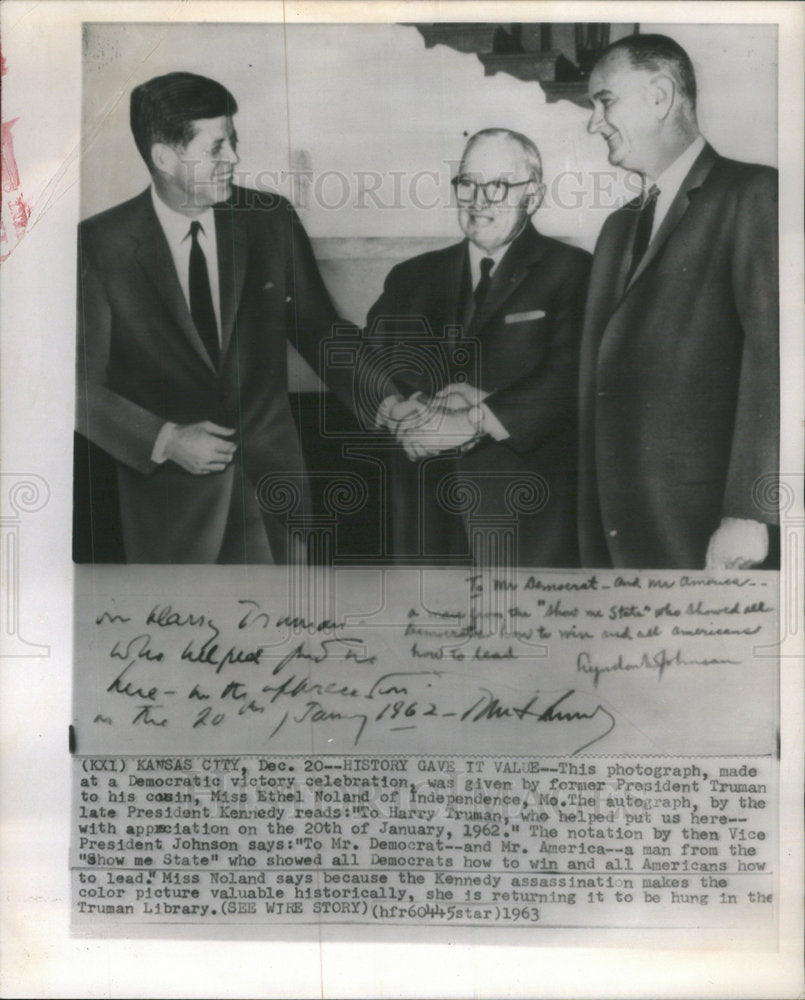 HISTORIC IMAGES
To Mr Democrat - and Mr America --
a man from the "Show me State" who showed all
Democrats how to win and all Americans
how to lead
Lyndon B Johnson
To Harry Truman -
Who helped put us
here - with appreciation
on the 20th January 1962 -
(KX1) KANSAS CITY, Dec. 20--HISTORY GAVE IT VALUE--This photograph, made
at a Democratic victory celebration, was given by former President Truman
to his cousin, Miss Ethel Noland of Independence, Mo.The autograph, by the
late President Kennedy reads:"To Harry Truman, who helped put us here--
with appreciation on the 20th of January, 1962." The notation by then Vice
President Johnson says:"To Mr. Democrat--and Mr. America--a man from the
"Show me State" who showed all Democrats how to win and all Americans how
to lead." Miss Noland says because the Kennedy assassination makes the
color picture valuable historically, she is returning it to be hung in the
Truman Library.(SEE WIRE STORY)(hfr60445star)1963